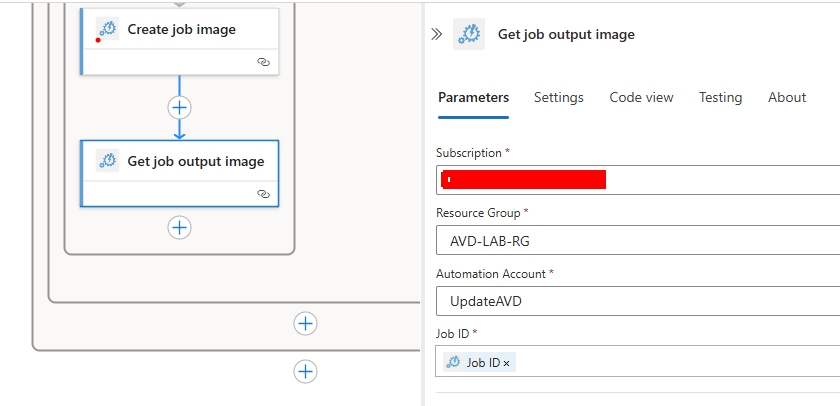 Create job image
Get job output image
Get job output image
Parameters Settings Code view Testing About
Subscription *
Resource Group *
AVD-LAB-RG
Automation Account *
UpdateAVD
Job ID *
Job ID ×